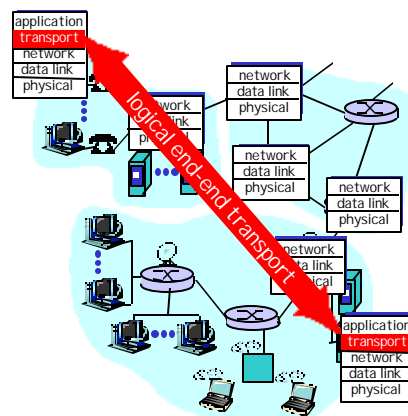 application
transport
network
data link
physical
network
data link
physical
network
data link
physical
network
data link
physical
network
data link
physical
logical end-end transport
network
data link
physical
application
transport
network
data link
physical